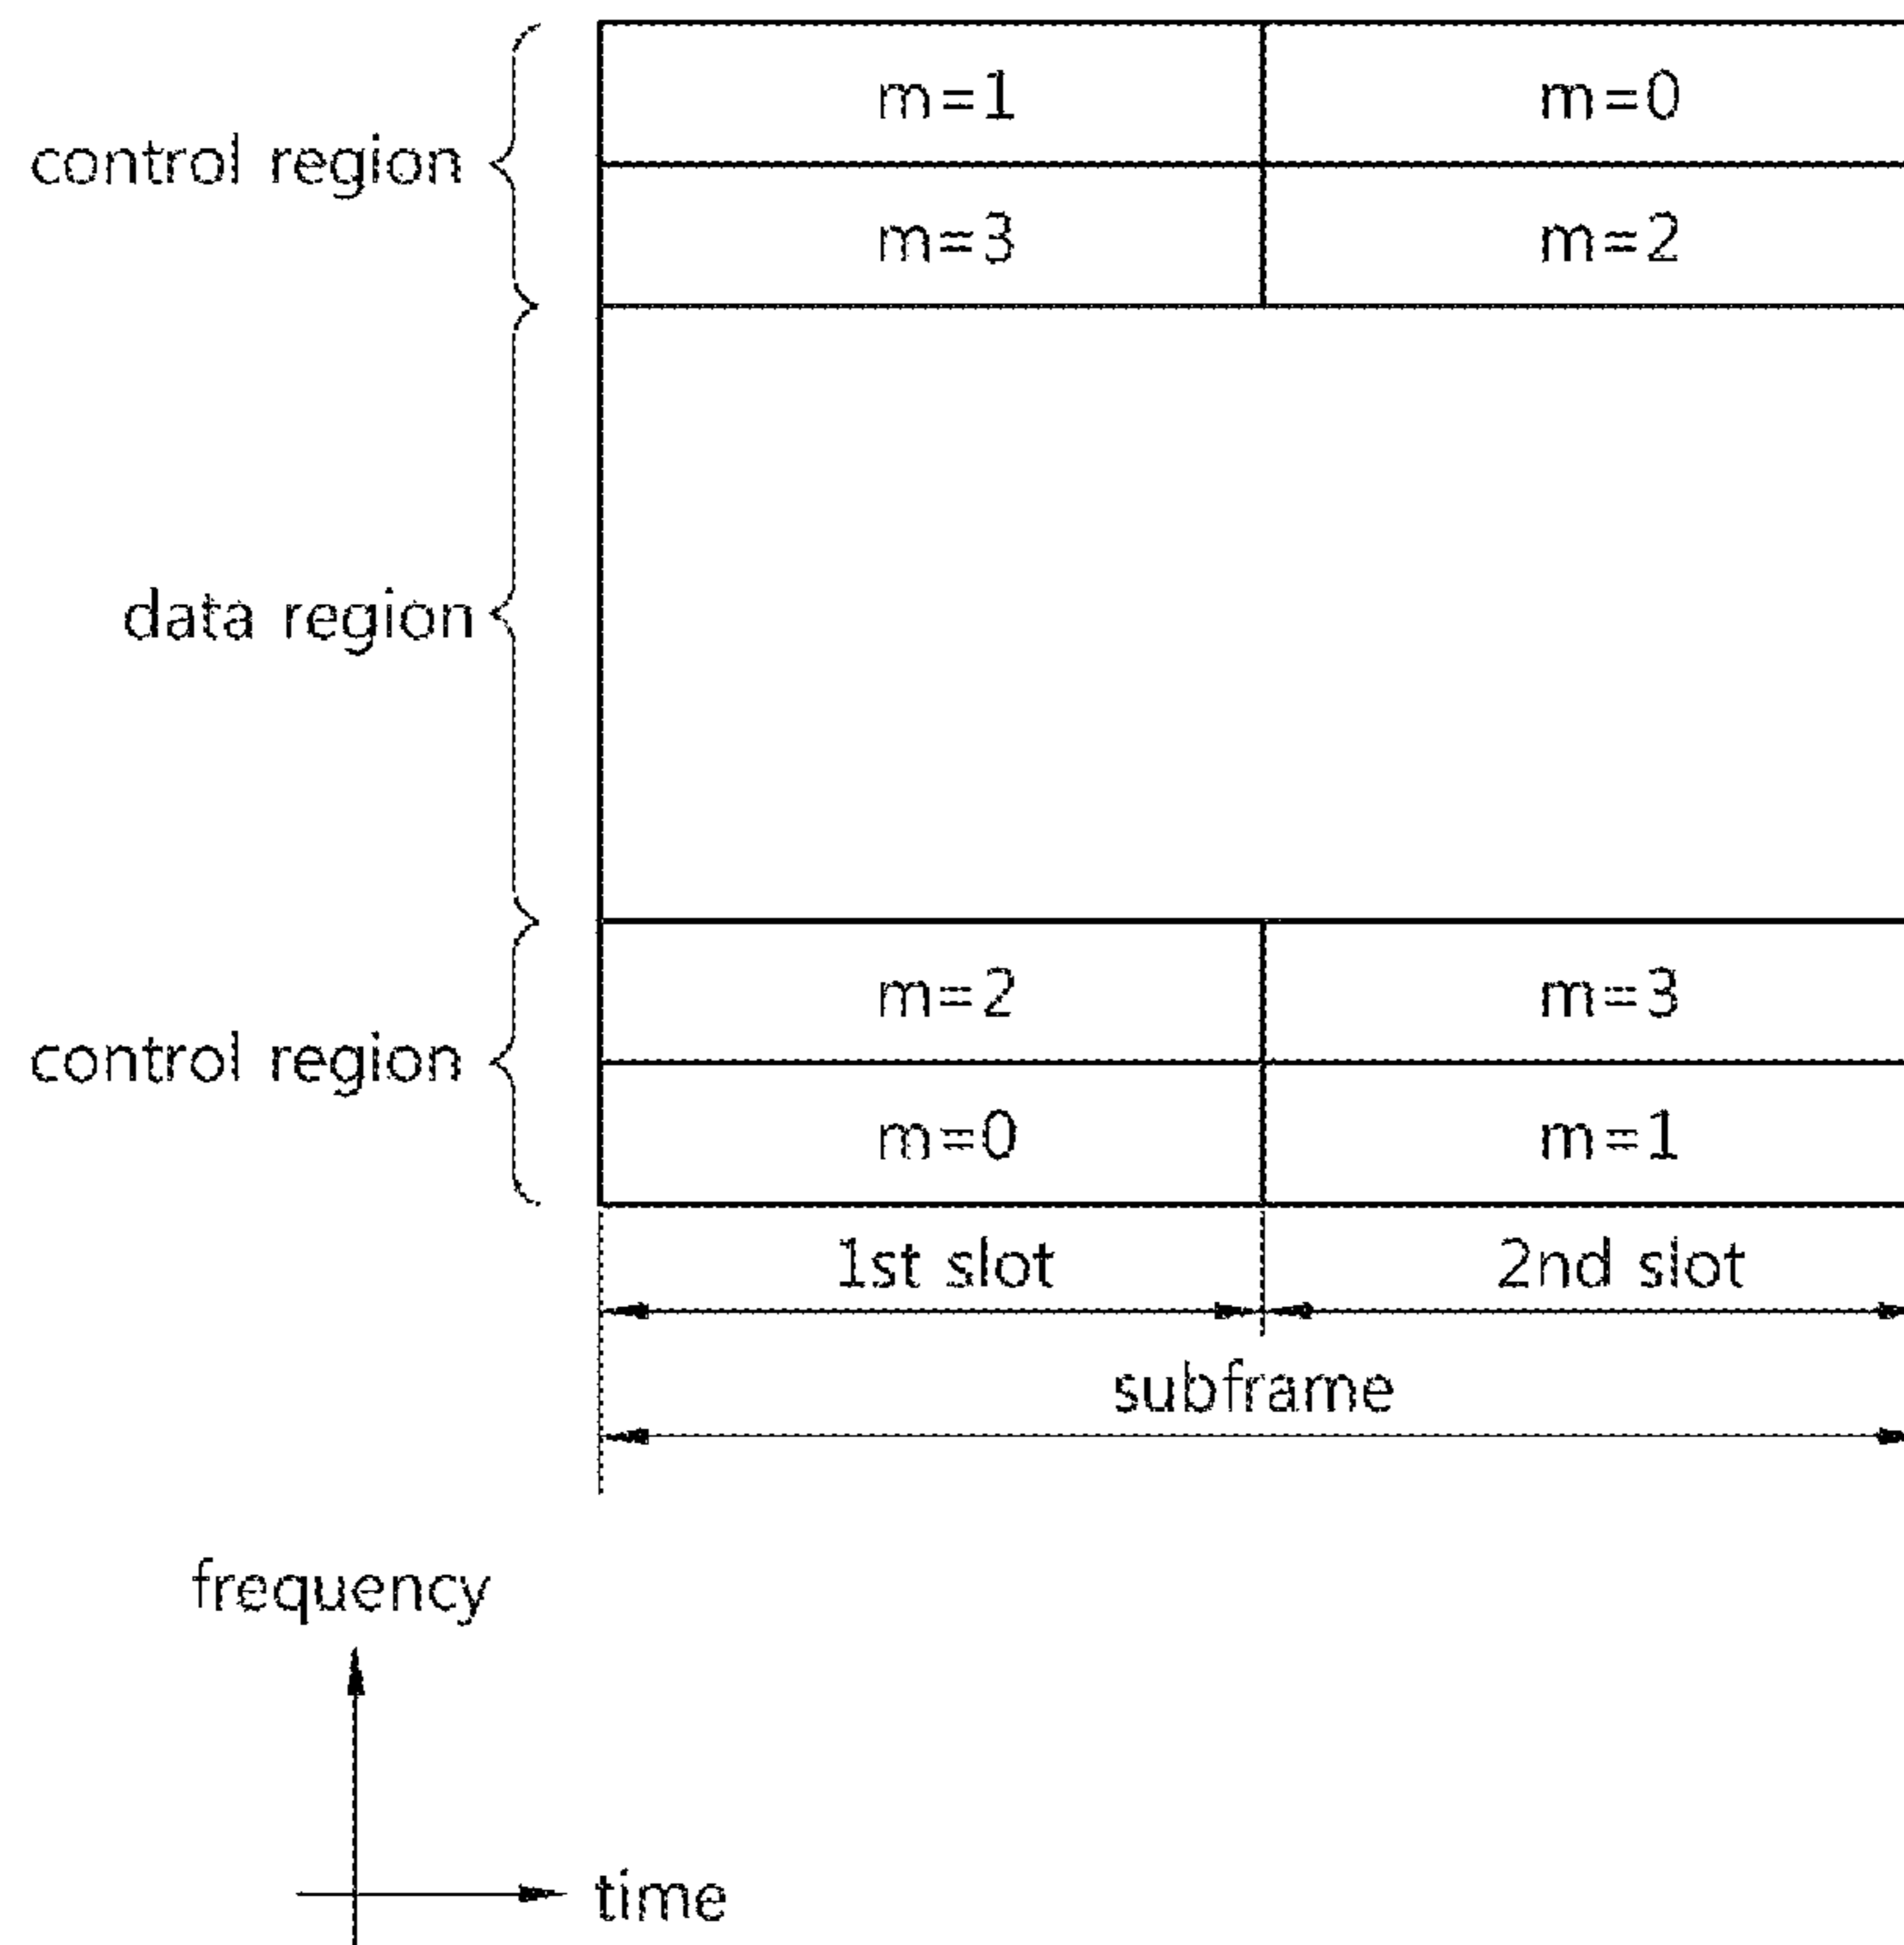 m=1 m=0
control region
m=3 m=2
data region
m=2 m=3
control region
m=0 m=1
1st slot 2nd slot
subframe
frequency
time